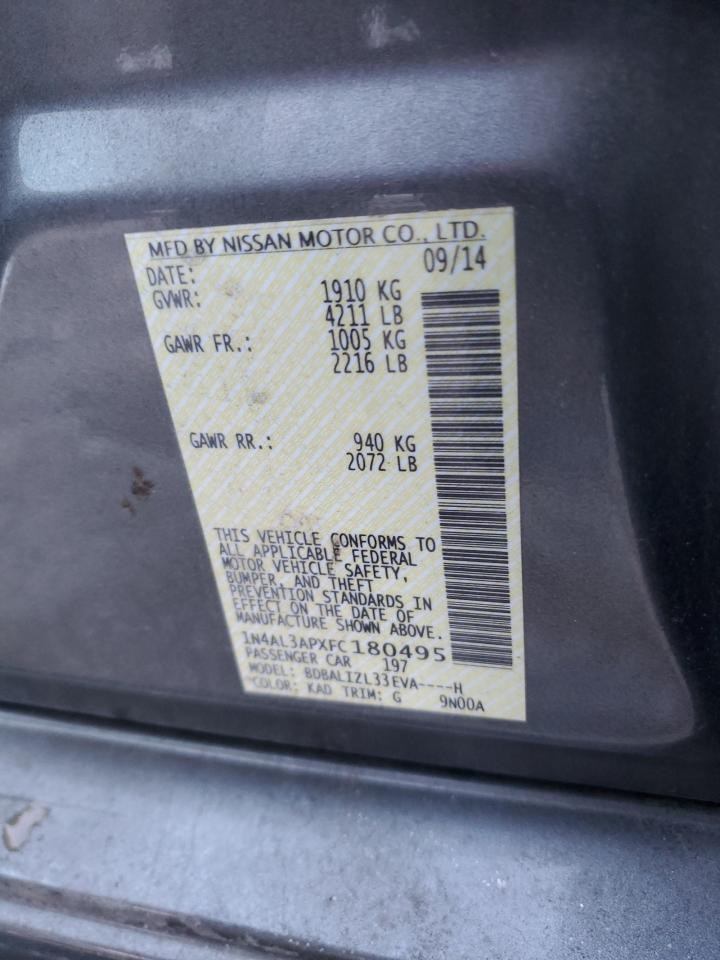 MFD BY NISSAN MOTOR CO., LTD.
DATE: 09/14
GVWR: 1910 KG
4211 LB
GAWR FR.: 1005 KG
2216 LB
GAWR RR.: 940 KG
2072 LB
THIS VEHICLE CONFORMS TO
ALL APPLICABLE FEDERAL
MOTOR VEHICLE SAFETY,
BUMPER, AND THEFT
PREVENTION STANDARDS IN
EFFECT ON THE DATE OF
MANUFACTURE SHOWN ABOVE.
1N4AL3APXFC180495
PASSENGER CAR 197
MODEL: BDBALIZL33EVA----H
COLOR: KAD TRIM: G 9N00A